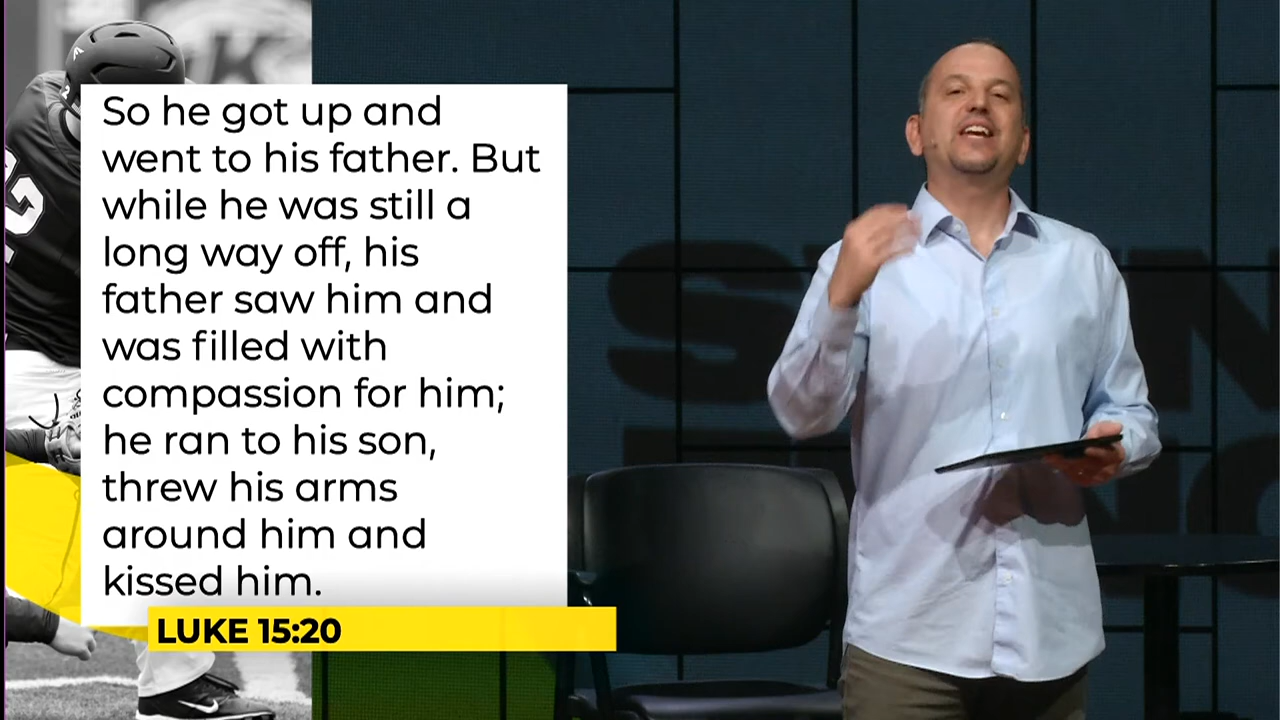 So he got up and
went to his father. But
while he was still a
long way off, his
father saw him and
was filled with
compassion for him;
he ran to his son,
threw his arms
around him and
kissed him.
LUKE 15:20